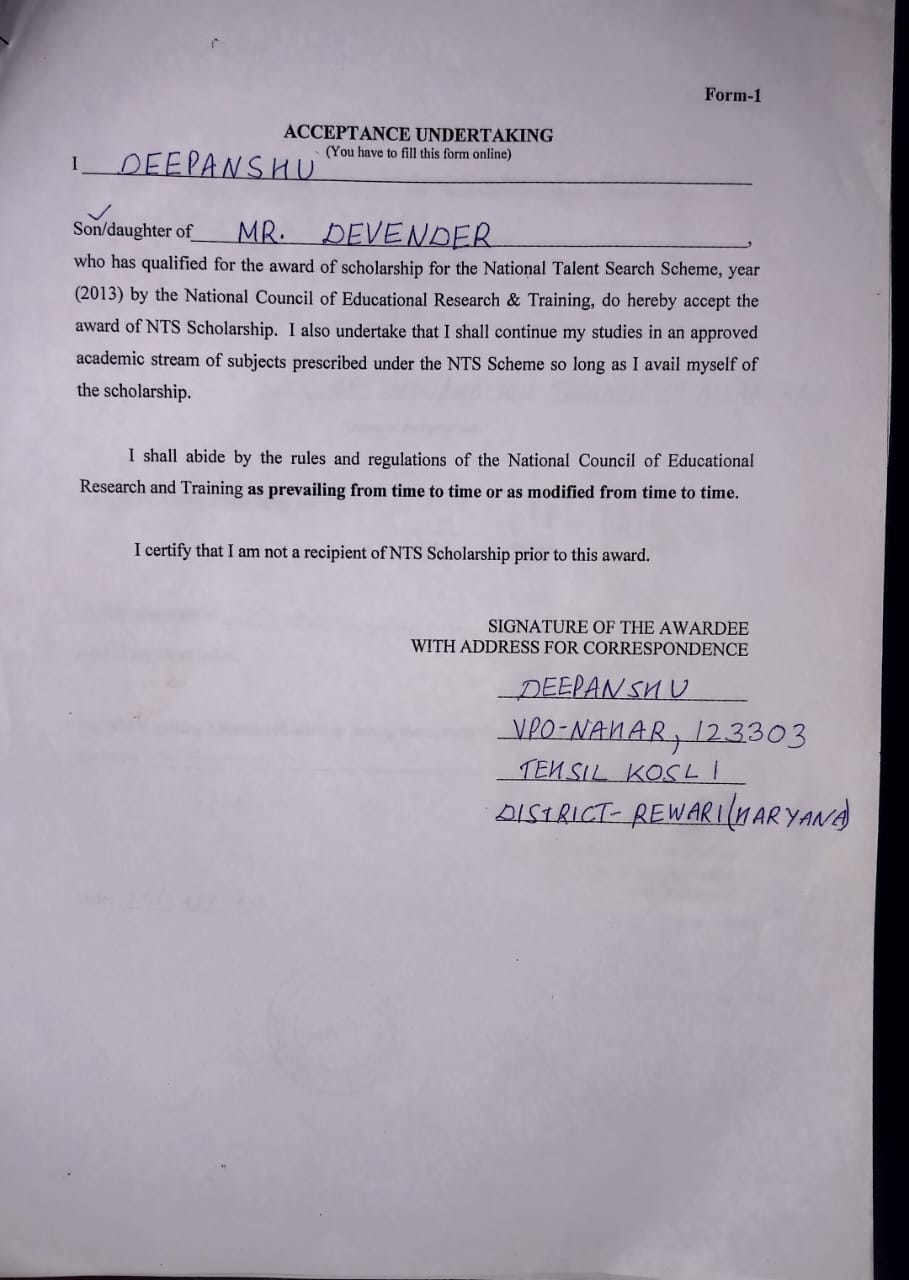 Form-1
ACCEPTANCE UNDERTAKING
(You have to fill this form online)
I DEEPANSHU
Son/daughter of MR. DEVENDER,
who has qualified for the award of scholarship for the National Talent Search Scheme, year
(2013) by the National Council of Educational Research & Training, do hereby accept the
award of NTS Scholarship. I also undertake that I shall continue my studies in an approved
academic stream of subjects prescribed under the NTS Scheme so long as I avail myself of
the scholarship.
I shall abide by the rules and regulations of the National Council of Educational
Research and Training as prevailing from time to time or as modified from time to time.
I certify that I am not a recipient of NTS Scholarship prior to this award.
SIGNATURE OF THE AWARDEE
WITH ADDRESS FOR CORRESPONDENCE
DEEPANSHU
VPO-NAHAR, 123303
TEHSIL KOSLI
DISTRICT- REWARI(HARYANA)